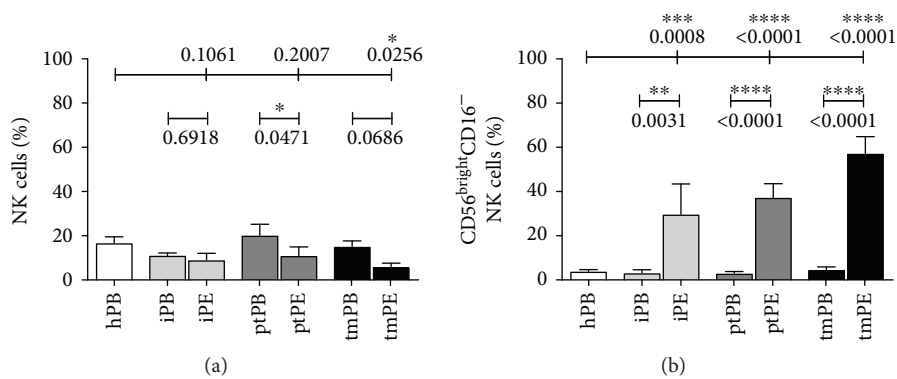 *
0.1061 0.2007 0.0256
100
80
*
60
0.6918 0.0471 0.0686
40
20
0
NK cells (%)
hPB iPB iPE ptPB ptPE tmPB tmPE
(a)
*** **** ****
0.0008 <0.0001 <0.0001
100
80
** **** ****
0.0031 <0.0001 <0.0001
60
40
20
0
CD56brightCD16−
NK cells (%)
hPB iPB iPE ptPB ptPE tmPB tmPE
(b)